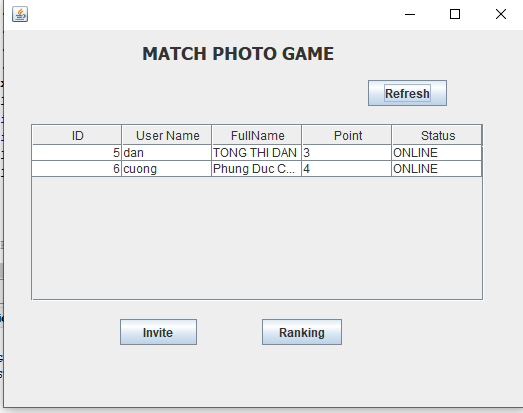 MATCH PHOTO GAME
Refresh
ID User Name FullName Point Status
5 dan TONG THI DAN 3 ONLINE
6 cuong Phung Duc C... 4 ONLINE
Invite Ranking